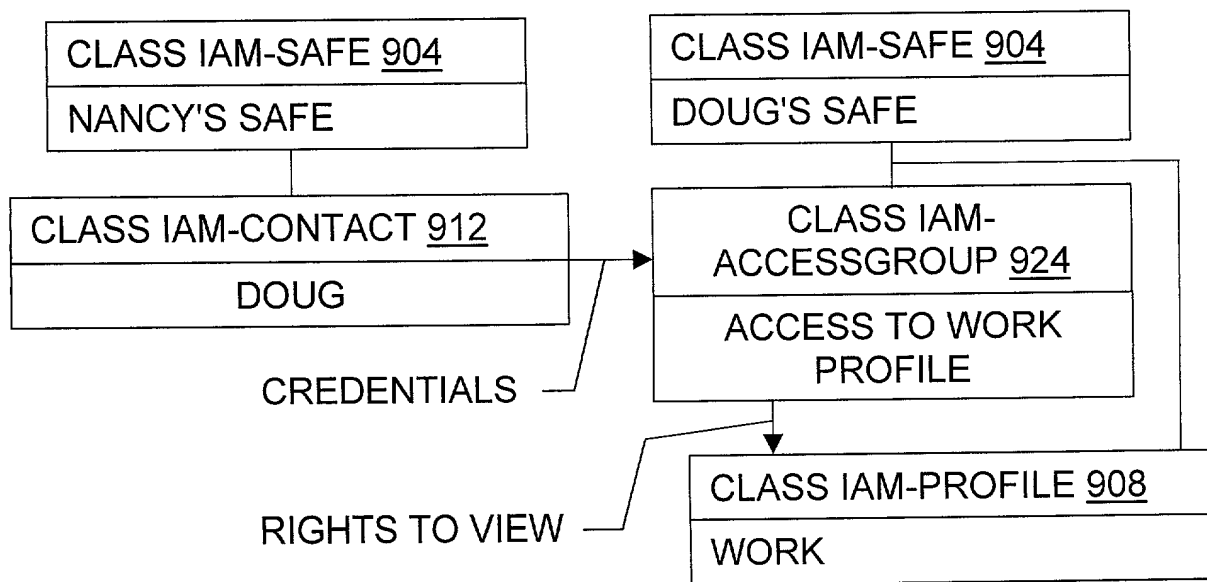 CLASS IAM-SAFE 904
NANCY'S SAFE
CLASS IAM-SAFE 904
DOUG'S SAFE
CLASS IAM-CONTACT 912
DOUG
CLASS IAM-
ACCESSGROUP 924
ACCESS TO WORK
PROFILE
CREDENTIALS
RIGHTS TO VIEW
CLASS IAM-PROFILE 908
WORK